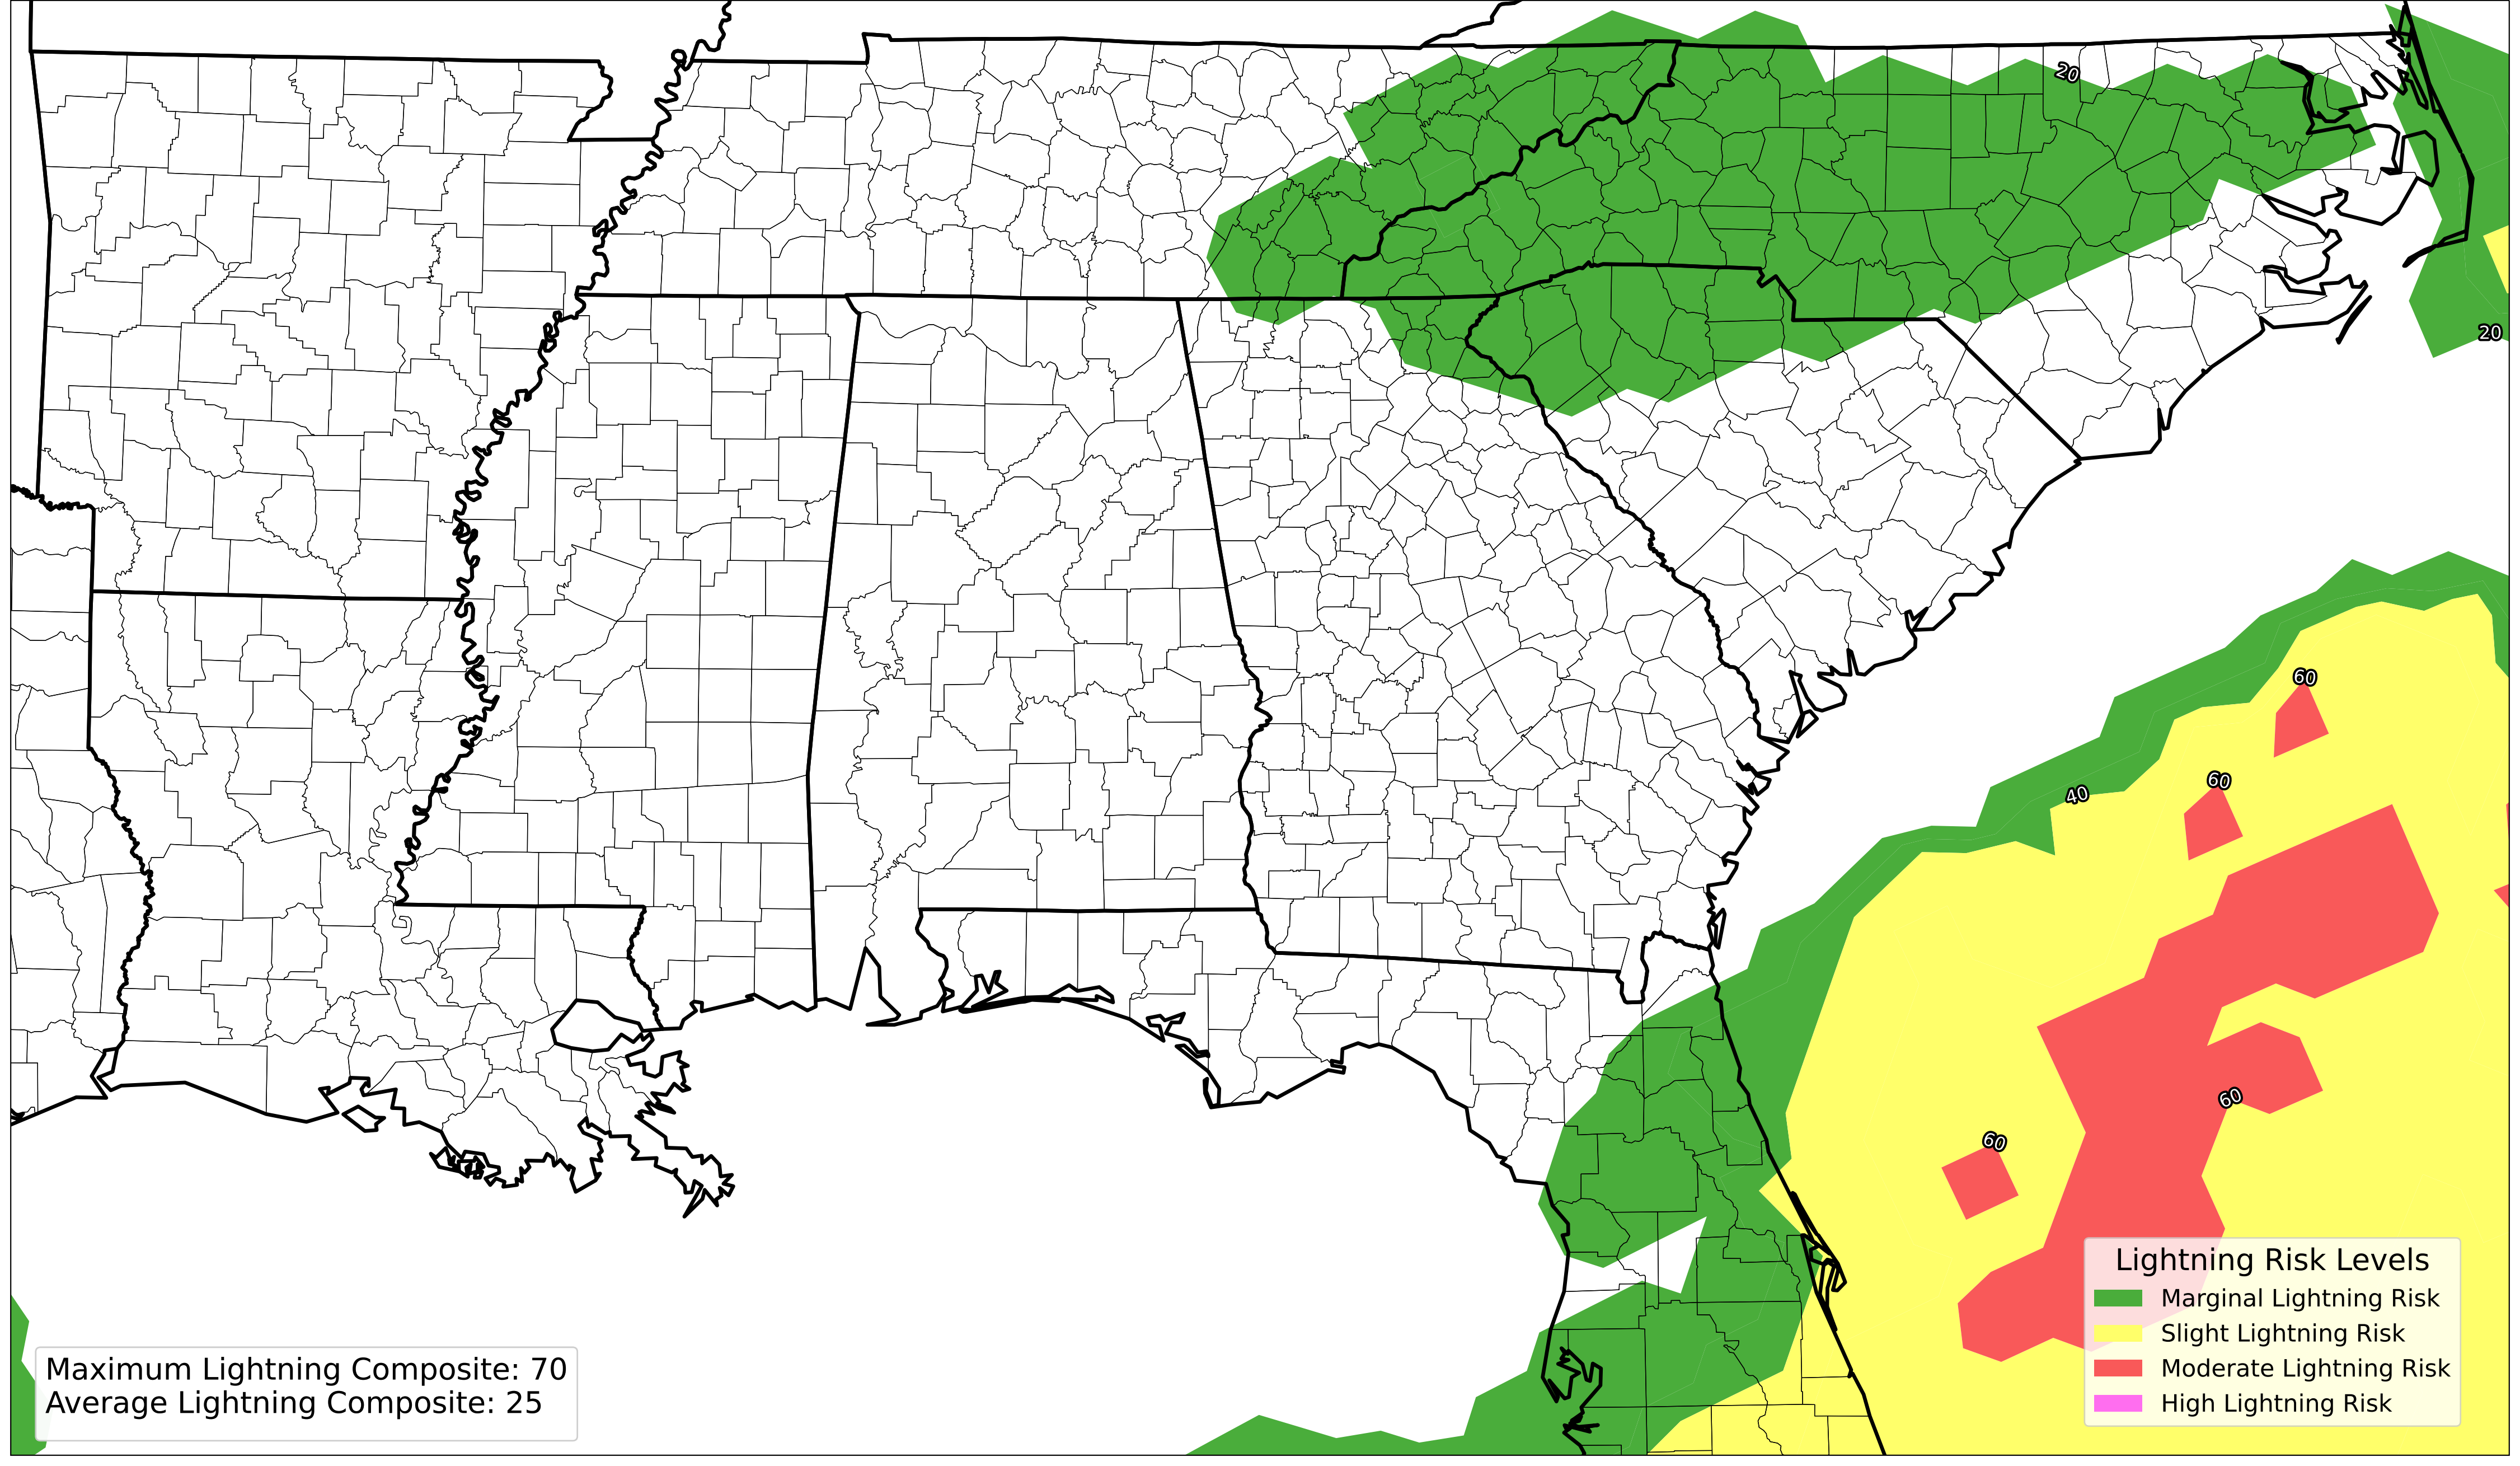 20
20
60
60
40
60
60
Lightning Risk Levels
Marginal Lightning Risk
Slight Lightning Risk
Moderate Lightning Risk
High Lightning Risk
Maximum Lightning Composite: 70
Average Lightning Composite: 25